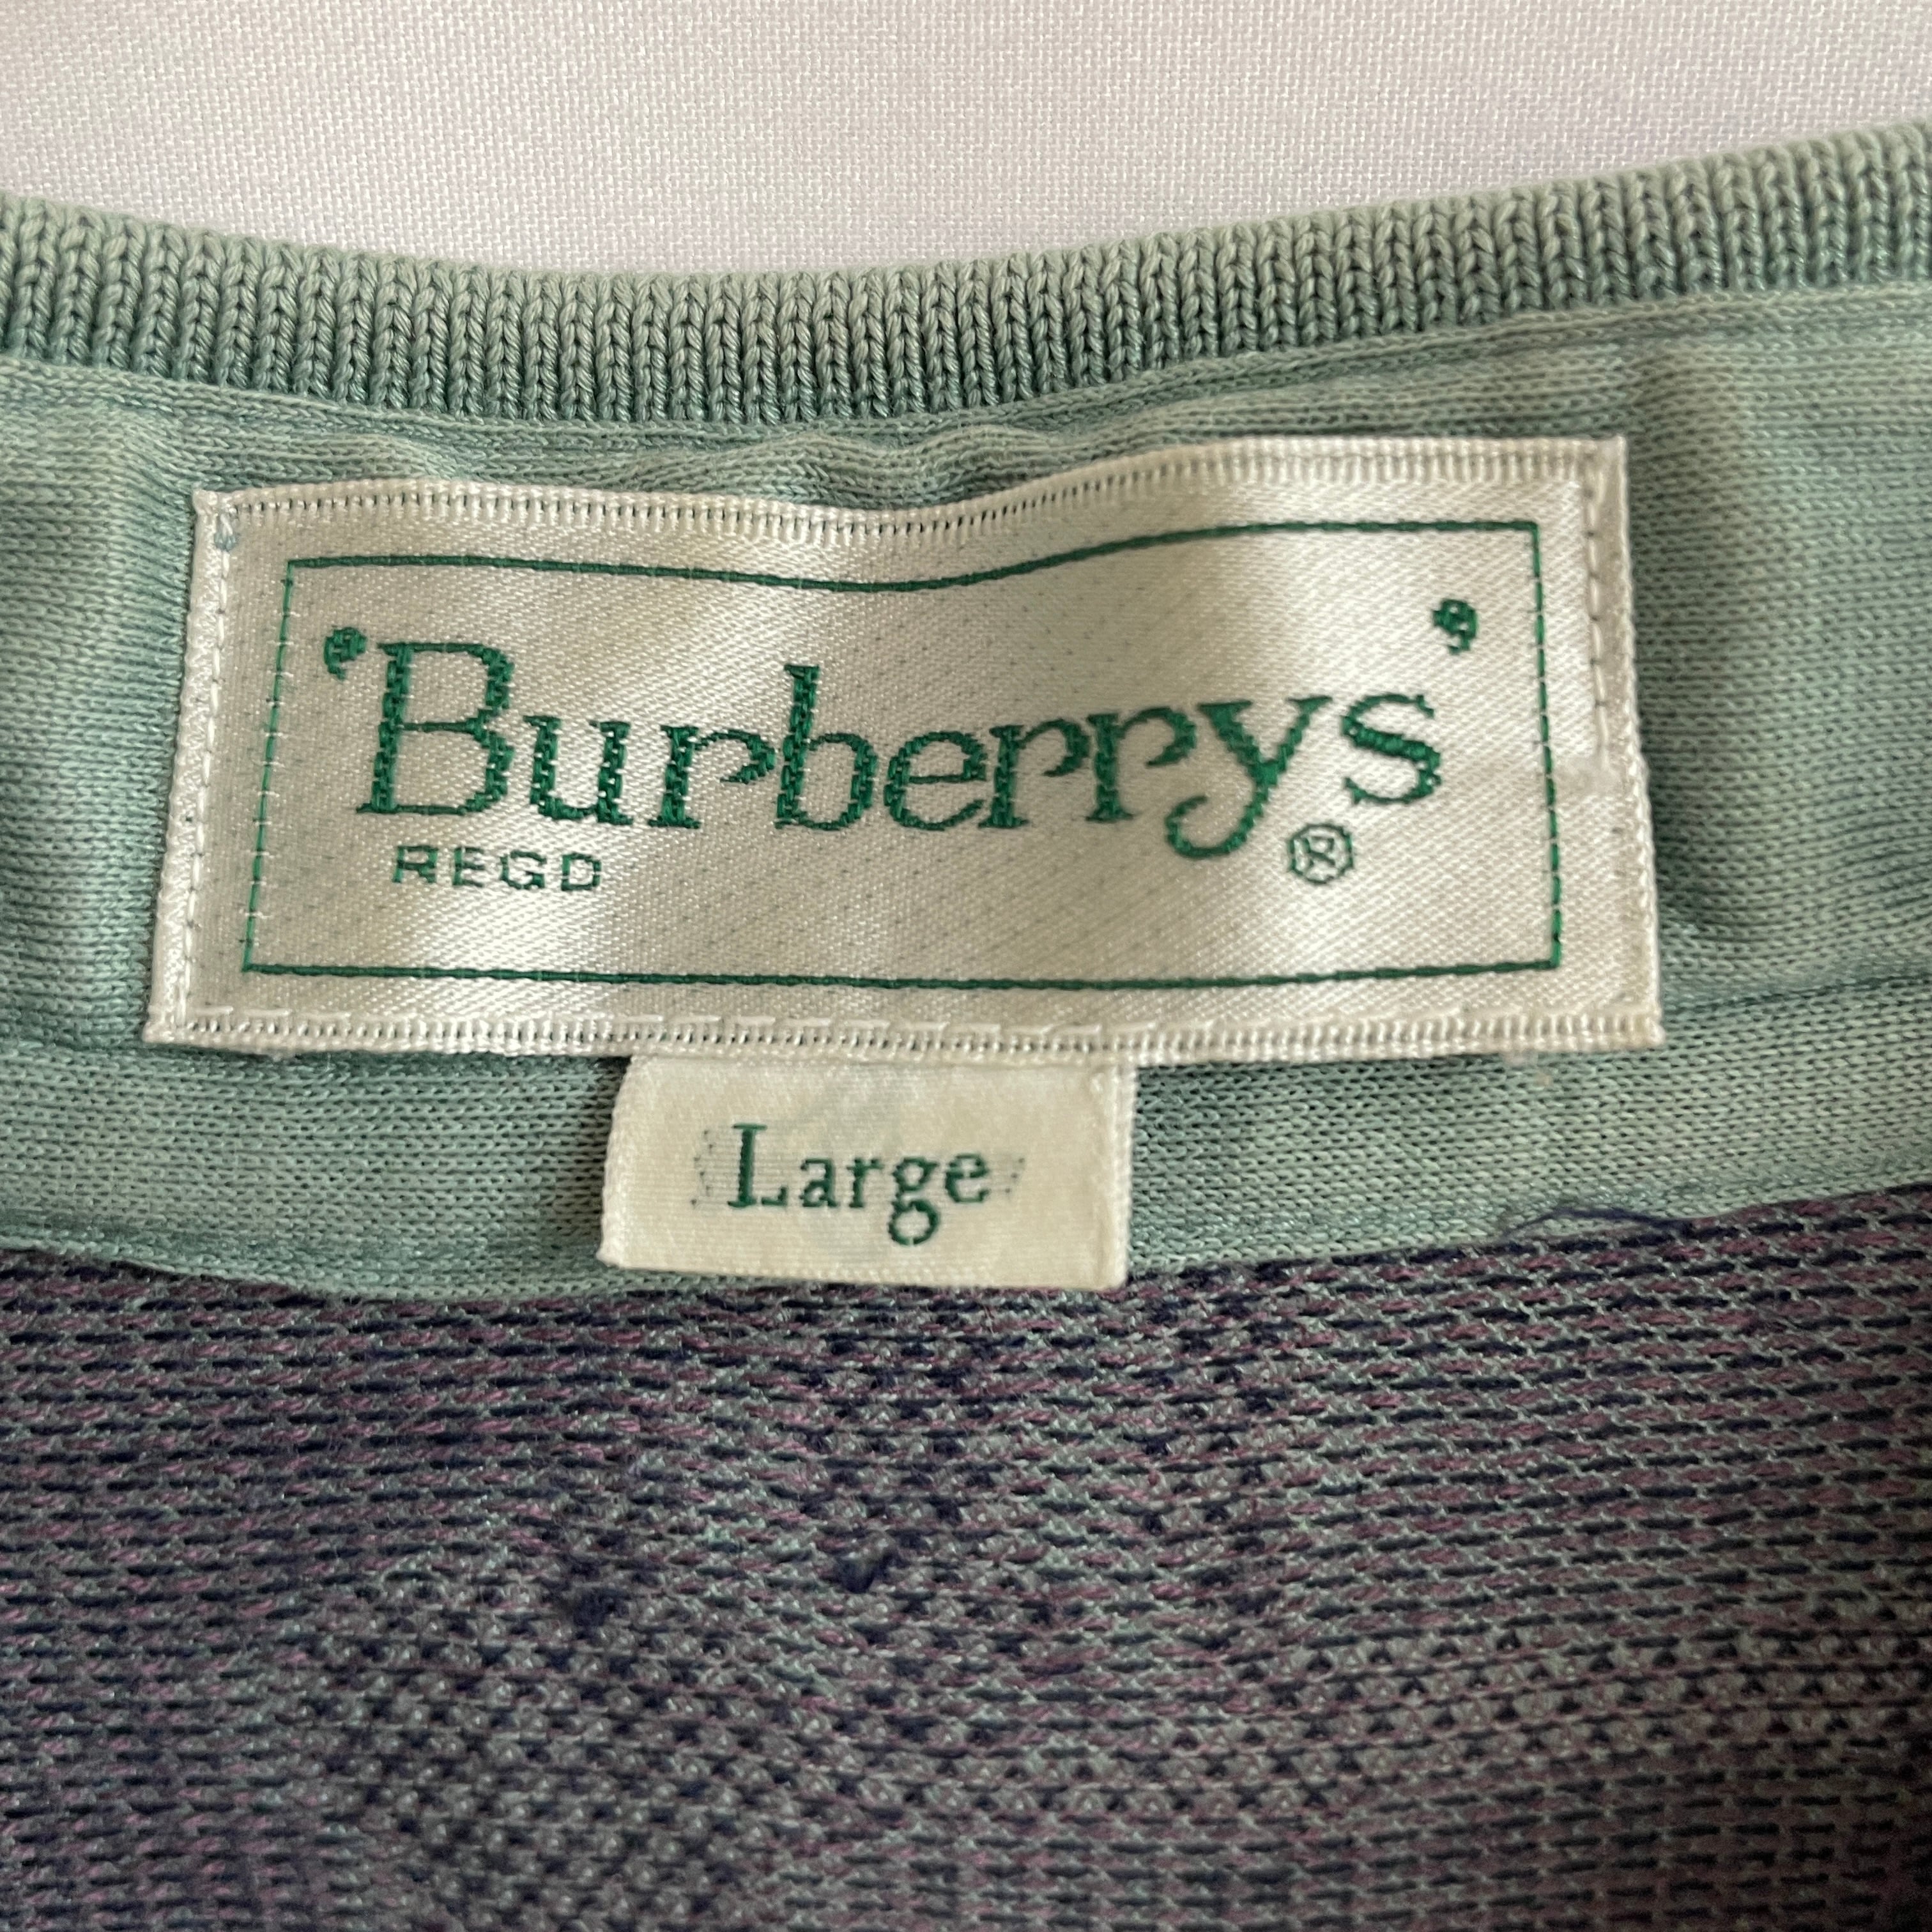 'Burberrys'
REGD ®
Large